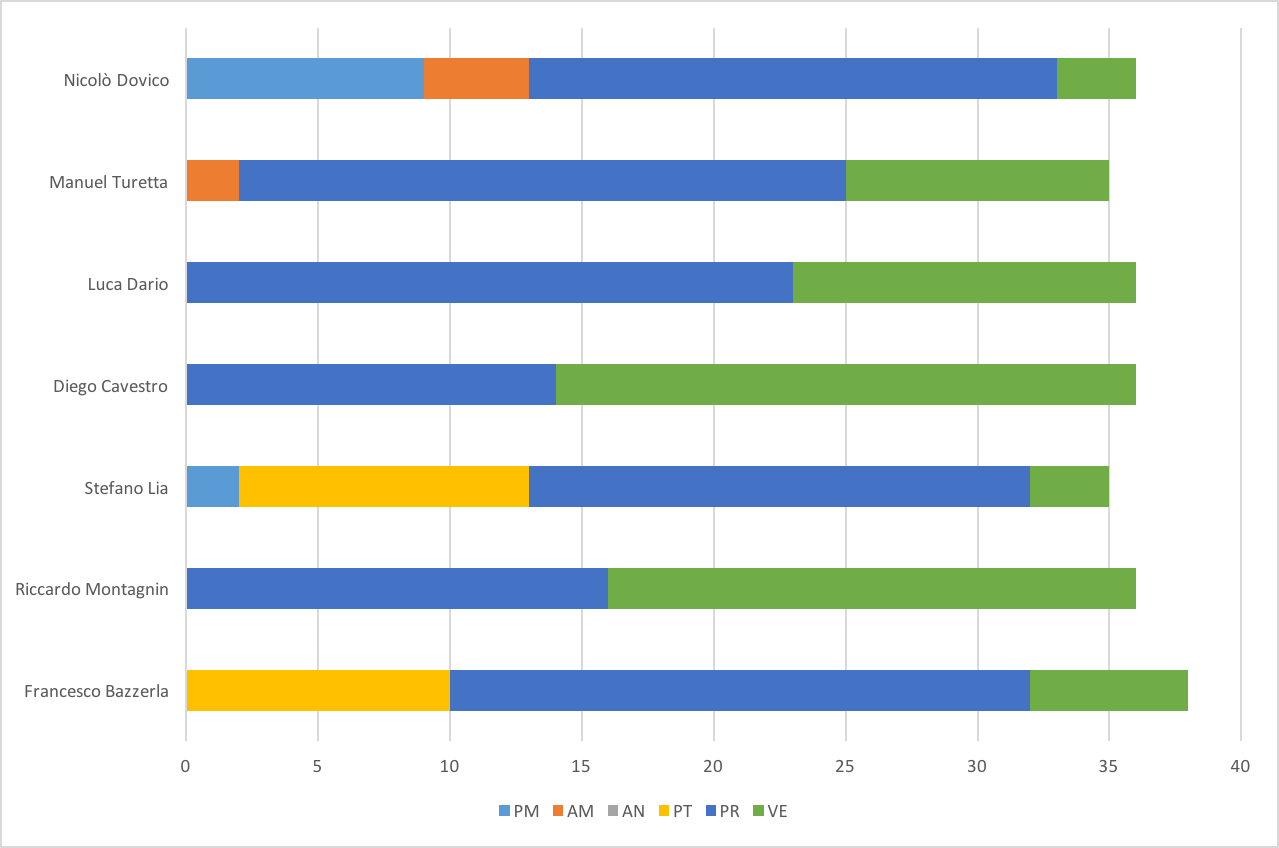 Nicolò Dovico
Manuel Turetta
Luca Dario
Diego Cavestro
Stefano Lia
Riccardo Montagnin
Francesco Bazzerla
0 5 10 15 20 25 30 35 40
PM AM AN PT PR VE